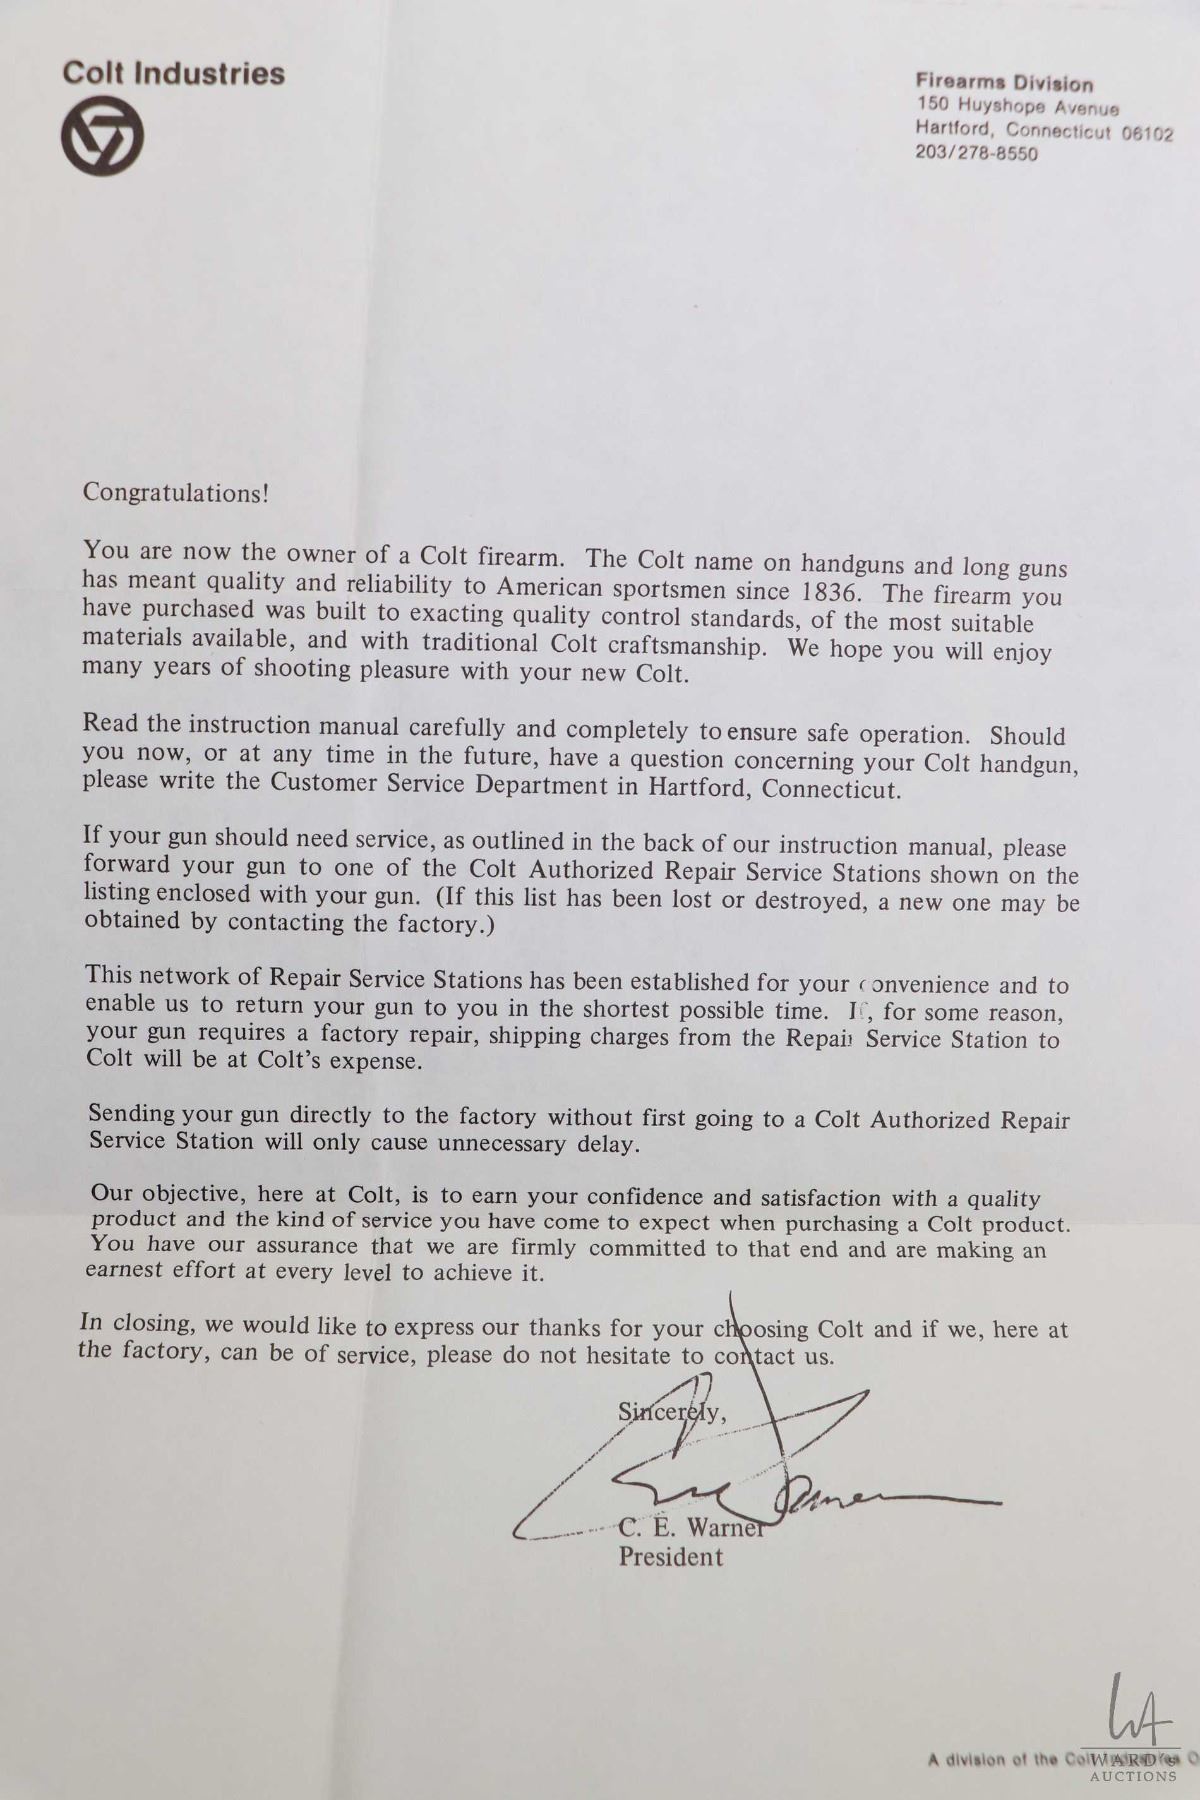 Colt Industries
Firearms Division
150 Huyshope Avenue
Hartford, Connecticut 06102
203/278-8550
Congratulations!
You are now the owner of a Colt firearm. The Colt name on handguns and long guns
has meant quality and reliability to American sportsmen since 1836. The firearm you
have purchased was built to exacting quality control standards, of the most suitable
materials available, and with traditional Colt craftsmanship. We hope you will enjoy
many years of shooting pleasure with your new Colt.
Read the instruction manual carefully and completely to ensure safe operation. Should
you now, or at any time in the future, have a question concerning your Colt handgun,
please write the Customer Service Department in Hartford, Connecticut.
If your gun should need service, as outlined in the back of our instruction manual, please
forward your gun to one of the Colt Authorized Repair Service Stations shown on the
listing enclosed with your gun. (If this list has been lost or destroyed, a new one may be
obtained by contacting the factory.)
This network of Repair Service Stations has been established for your convenience and to
enable us to return your gun to you in the shortest possible time. If, for some reason,
your gun requires a factory repair, shipping charges from the Repair Service Station to
Colt will be at Colt's expense.
Sending your gun directly to the factory without first going to a Colt Authorized Repair
Service Station will only cause unnecessary delay.
Our objective, here at Colt, is to earn your confidence and satisfaction with a quality
product and the kind of service you have come to expect when purchasing a Colt product.
You have our assurance that we are firmly committed to that end and are making an
earnest effort at every level to achieve it.
In closing, we would like to express our thanks for your choosing Colt and if we, here at
the factory, can be of service, please do not hesitate to contact us.
Sincerely,
C. E. Warner
President
A division of the Colt
WARD's
AUCTIONS